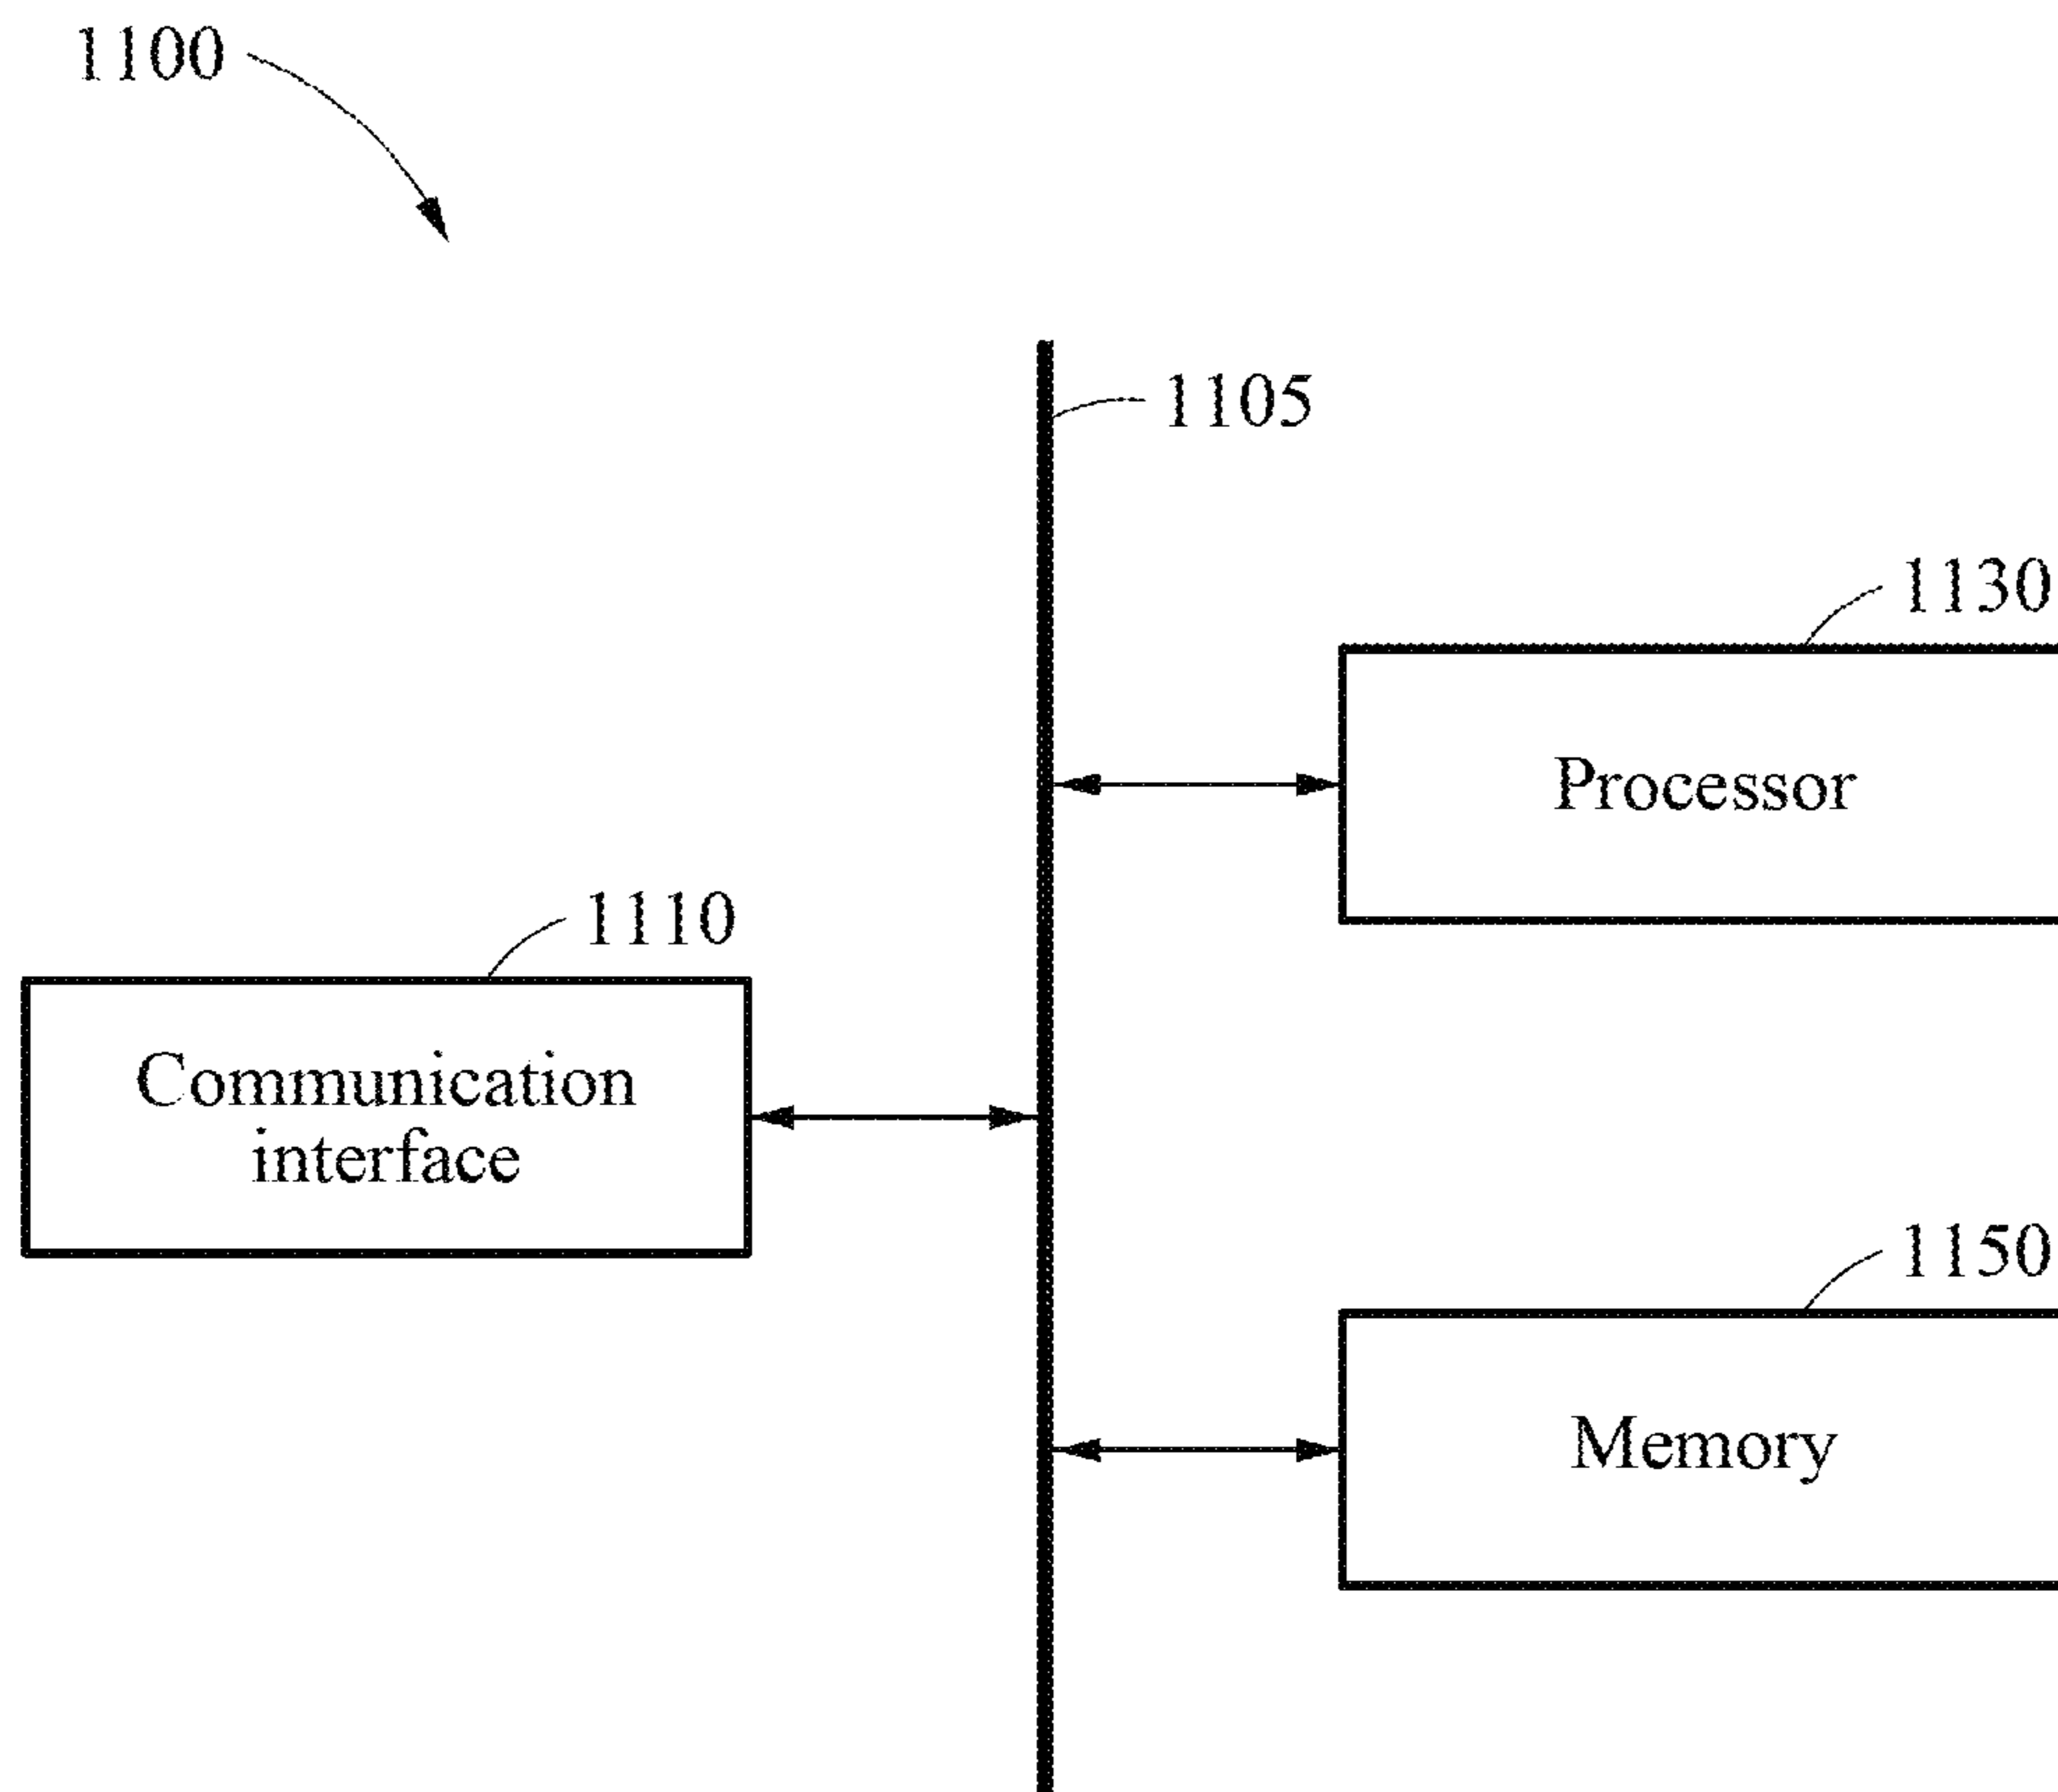 1100
1105
1130
Processor
1110
Communication
interface
1150
Memory